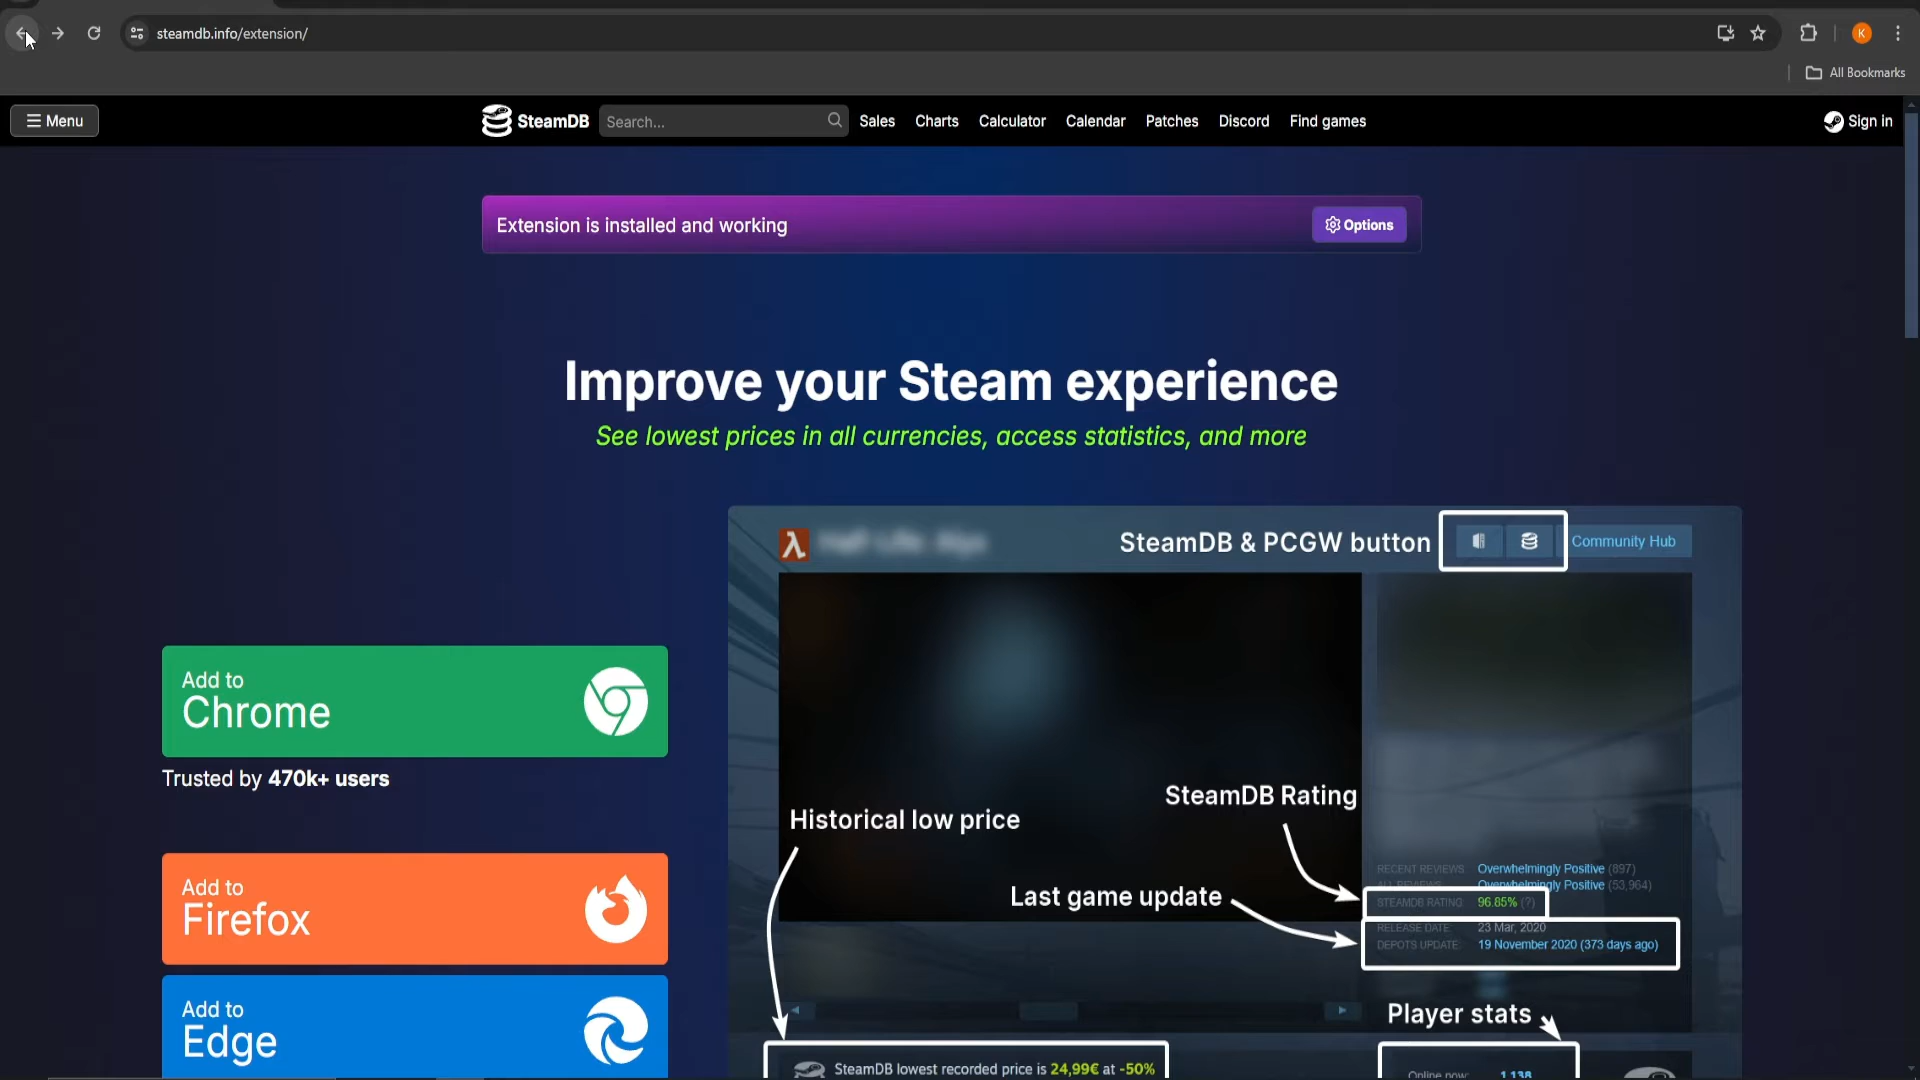 steamdb.info/extension/
K
All Bookmarks
Menu
SteamDB
Search...
Sales
Charts
Calculator
Calendar
Patches
Discord
Find games
Sign in
Extension is installed and working
Options
Improve your Steam experience
See lowest prices in all currencies, access statistics, and more
SteamDB & PCGW button
Community Hub
Add to
Chrome
Trusted by 470k+ users
Historical low price
SteamDB Rating
Last game update
RECENT REVIEWS: Overwhelmingly Positive (897)
ALL REVIEWS: Overwhelmingly Positive (53,964)
STEAMDB RATING: 96.85% (?)
RELEASE DATE: 23 Mar, 2020
DEPOTS UPDATE: 19 November 2020 (373 days ago)
Add to
Firefox
Add to
Edge
Player stats
SteamDB lowest recorded price is 24,99€ at -50%
Online now: 1,138